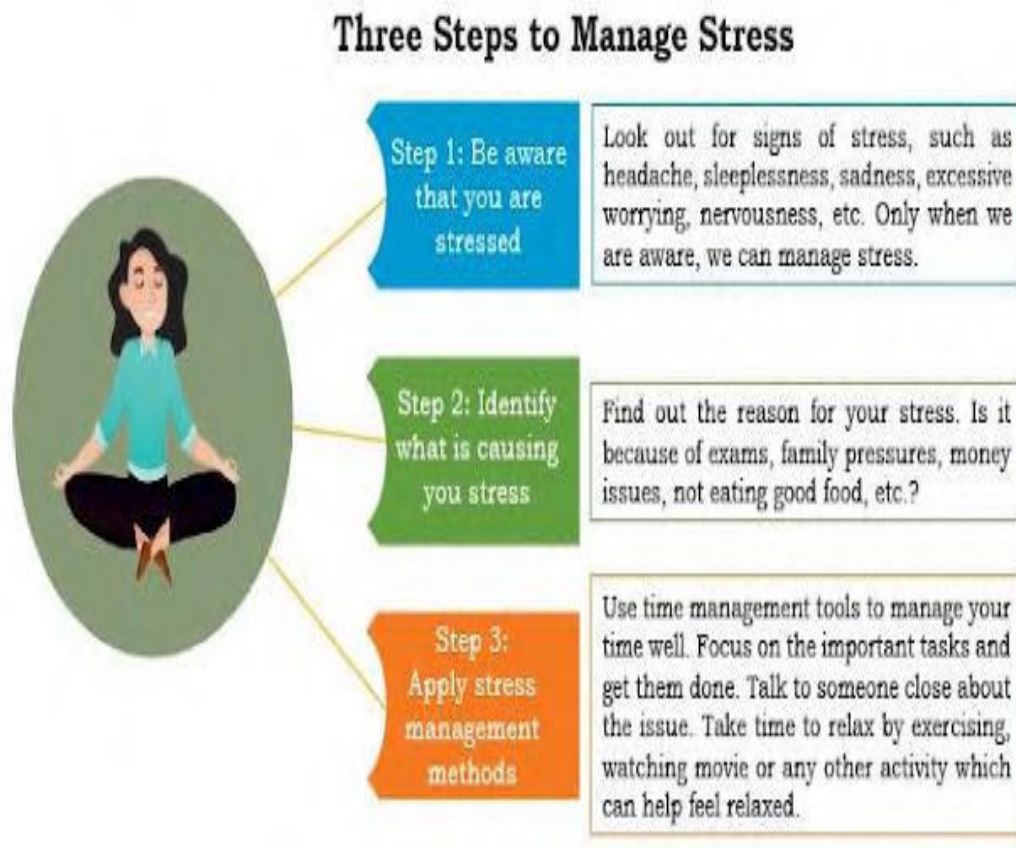 Three Steps to Manage Stress
Step 1: Be aware
that you are
stressed
Look out for signs of stress, such as
headache, sleeplessness, sadness, excessive
worrying, nervousness, etc. Only when we
are aware, we can manage stress.
Step 2: Identify
what is causing
you stress
Find out the reason for your stress. Is it
because of exams, family pressures, money
issues, not eating good food, etc.?
Step 3:
Apply stress
management
methods
Use time management tools to manage your
time well. Focus on the important tasks and
get them done. Talk to someone close about
the issue. Take time to relax by exercising,
watching movie or any other activity which
can help feel relaxed.